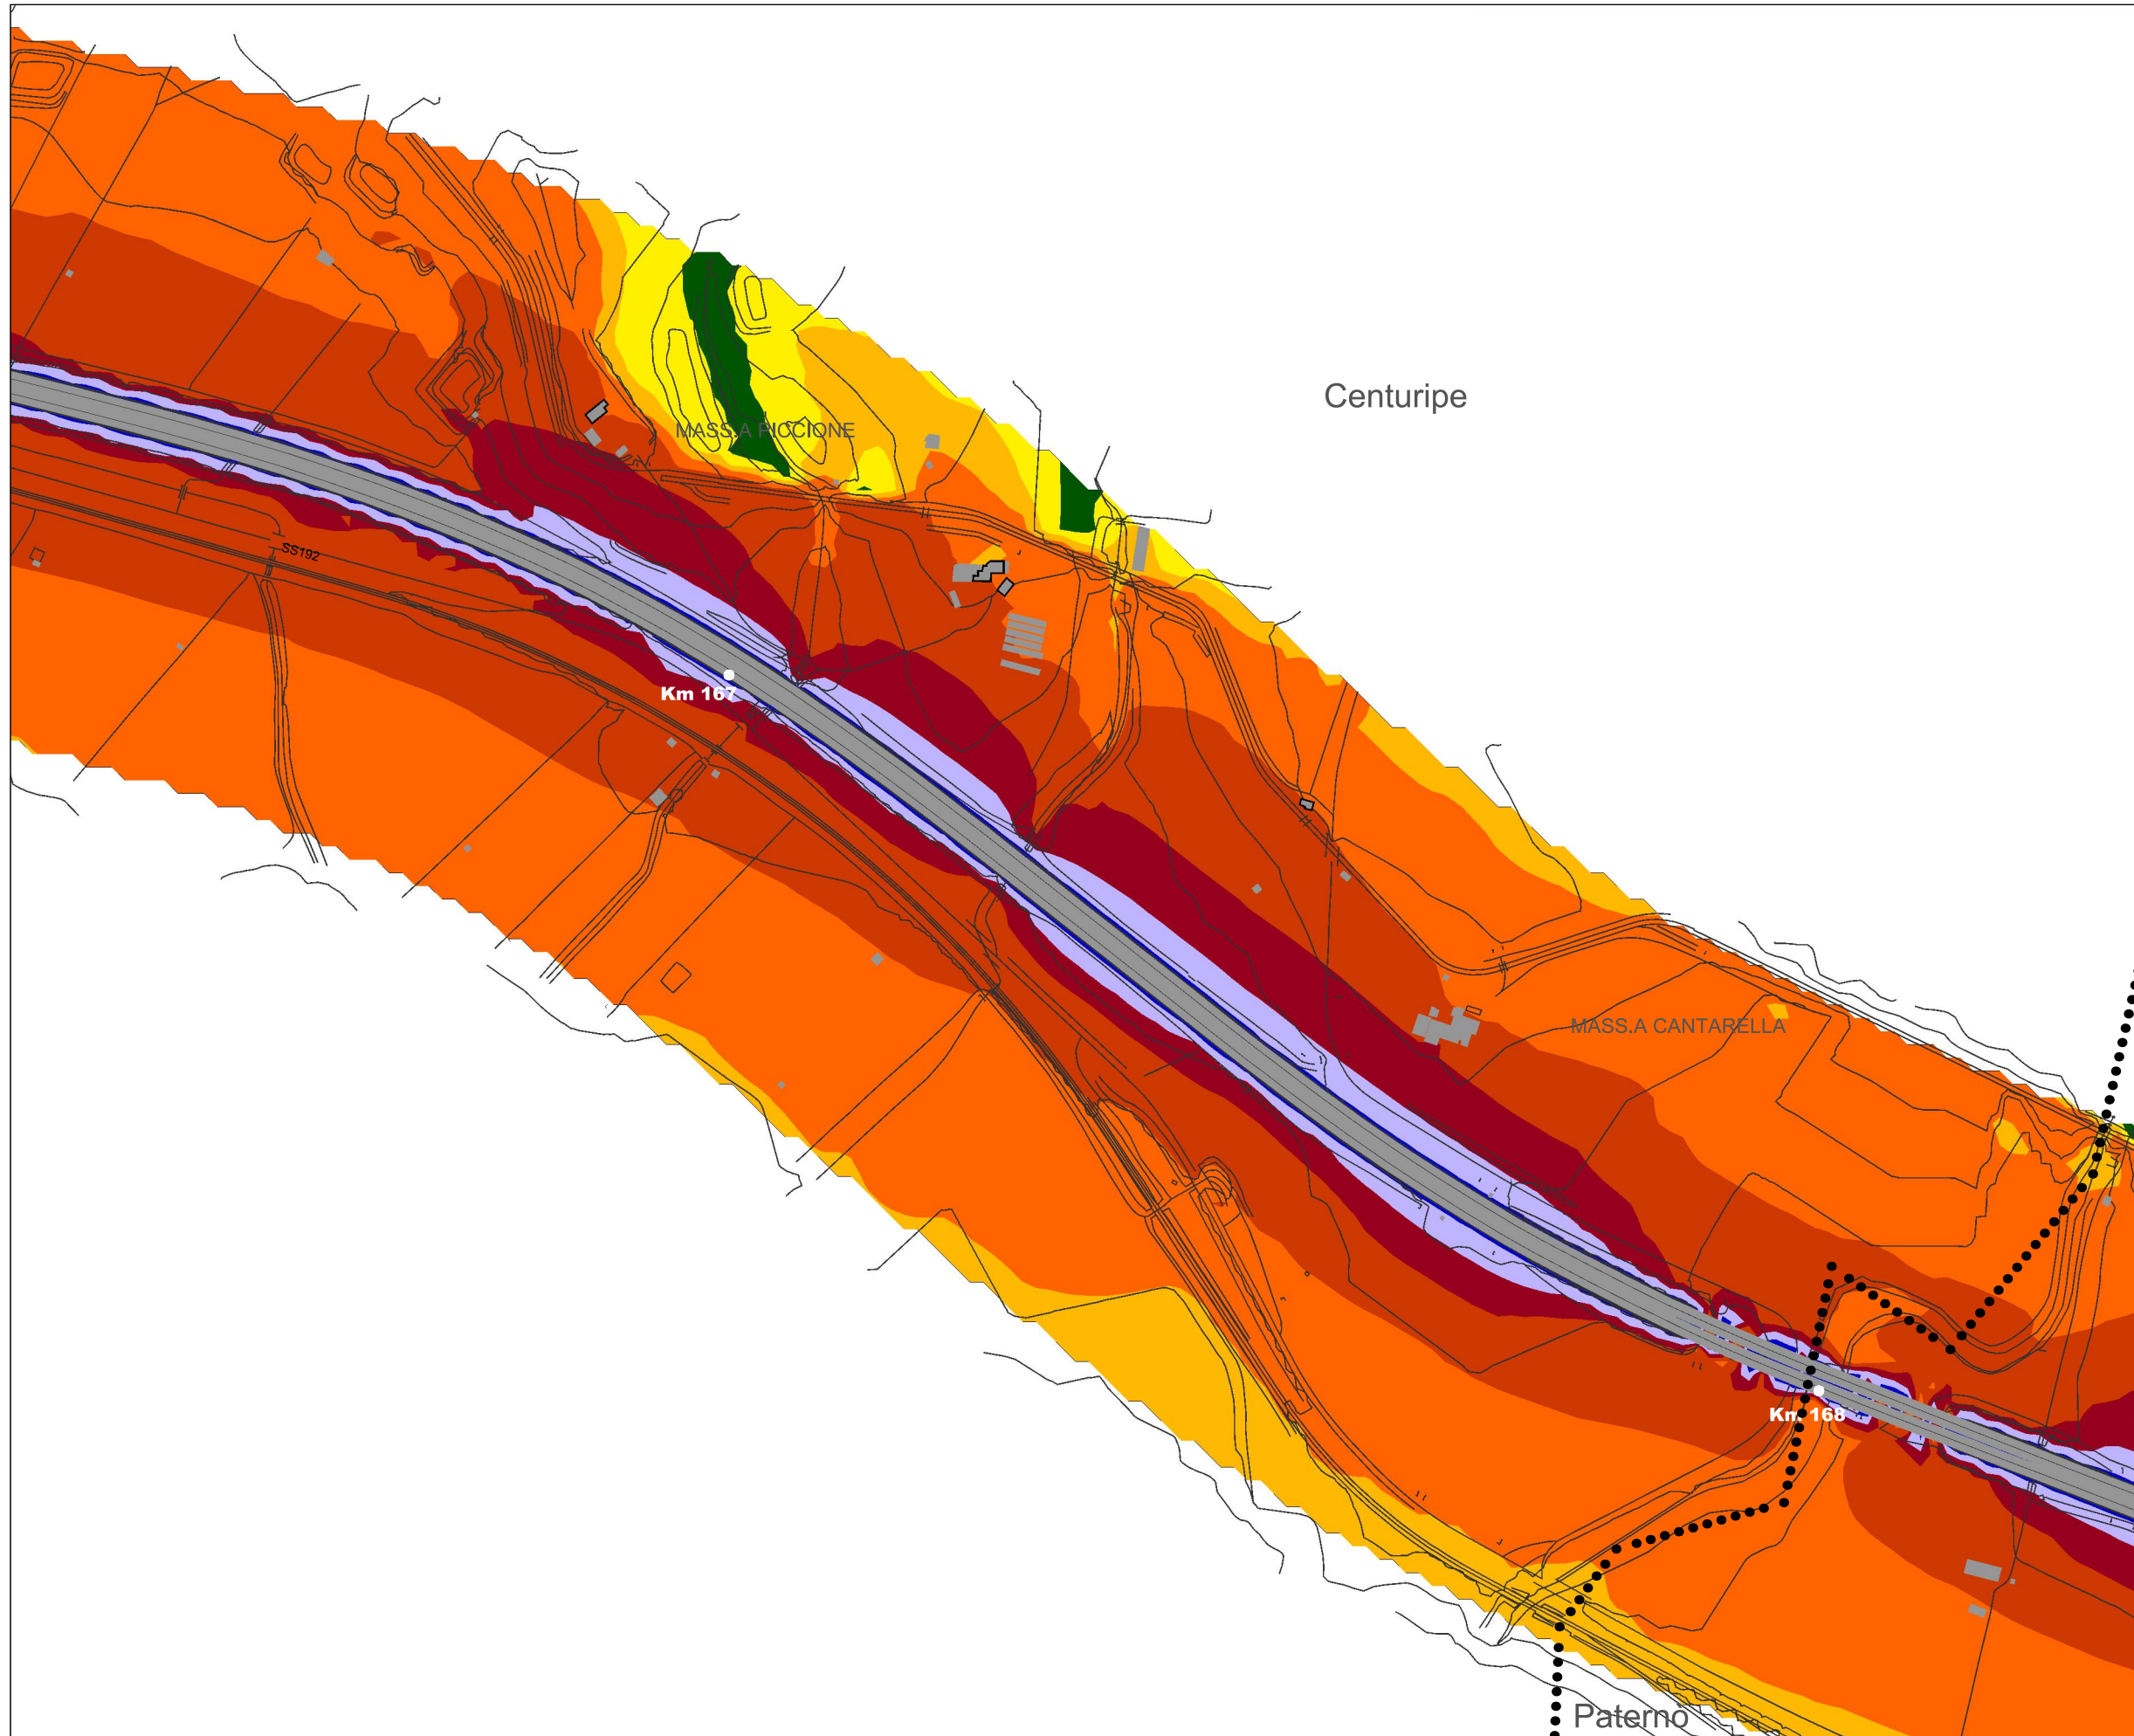 Centuripe
MASS.A PICCIONE
SS192
Km 167
MASS.A CANTARELLA
Km 168
Paterno